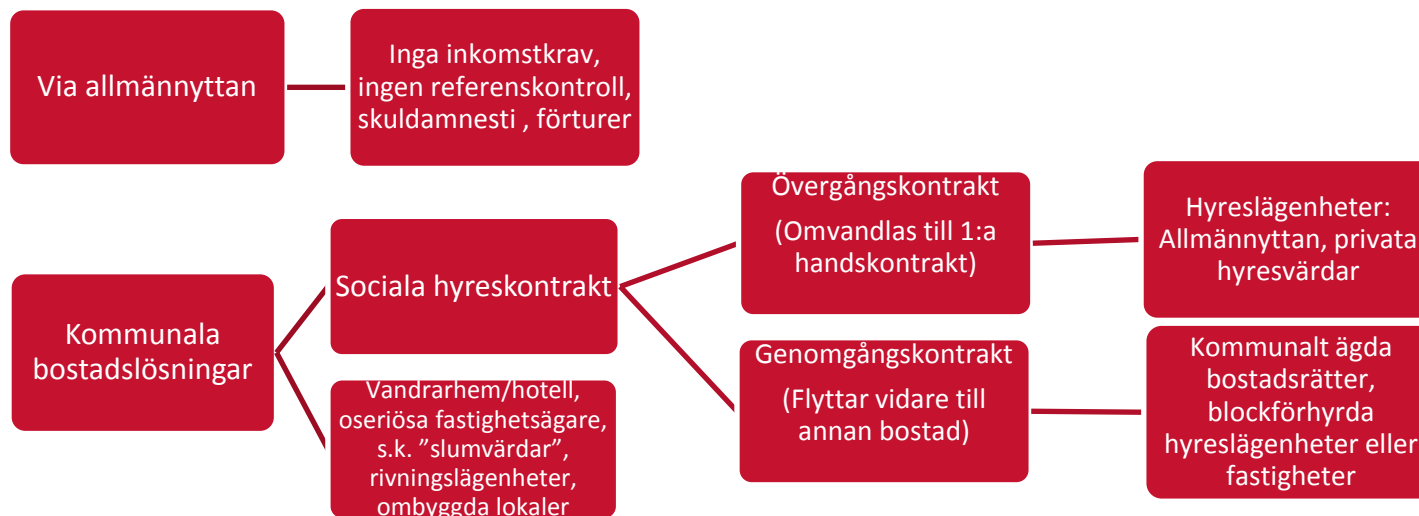 Via allmännyttan
Inga inkomstkrav,
ingen referenskontroll,
skuldamnesti , förturer
Kommunala
bostadslösningar
Sociala hyreskontrakt
Vandrarhem/hotell,
oseriösa fastighetsägare,
s.k. ”slumvärdar”,
rivningslägenheter,
ombyggda lokaler
Övergångskontrakt
(Omvandlas till 1:a
handskontrakt)
Genomgångskontrakt
(Flyttar vidare till
annan bostad)
Hyreslägenheter:
Allmännyttan, privata
hyresvärdar
Kommunalt ägda
bostadsrätter,
blockförhyrda
hyreslägenheter eller
fastigheter